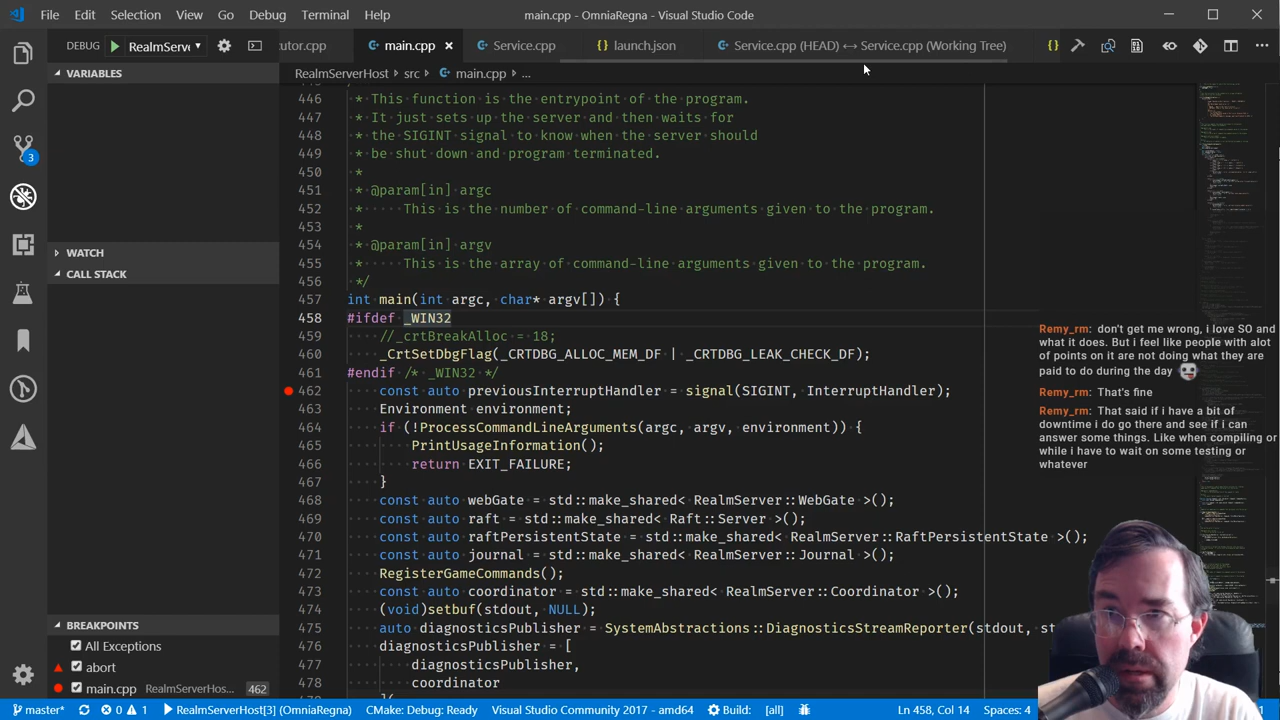 File Edit Selection View Go Debug Terminal Help main.cpp - OmniaRegna - Visual Studio Code
DEBUG RealmServe
utor.cpp main.cpp Service.cpp {} launch.json Service.cpp (HEAD) ↔ Service.cpp (Working Tree) {}
VARIABLES
RealmServerHost › src › main.cpp › ...
3
WATCH
CALL STACK
446 * This function is the entrypoint of the program.
447 * It just sets up the server and then waits for
448 * the SIGINT signal to know when the server should
449 * be shut down and program terminated.
450 *
451 * @param[in] argc
452 * This is the number of command-line arguments given to the program.
453 *
454 * @param[in] argv
455 * This is the array of command-line arguments given to the program.
456 */
457 int main(int argc, char* argv[]) {
458 #ifdef _WIN32
459 //_crtBreakAlloc = 18;
460 _CrtSetDbgFlag(_CRTDBG_ALLOC_MEM_DF | _CRTDBG_LEAK_CHECK_DF);
461 #endif /* _WIN32 */
462 const auto previousInterruptHandler = signal(SIGINT, InterruptHandler);
463 Environment environment;
464 if (!ProcessCommandLineArguments(argc, argv, environment)) {
465 PrintUsageInformation();
466 return EXIT_FAILURE;
467 }
468 const auto webGate = std::make_shared< RealmServer::WebGate >();
469 const auto raft = std::make_shared< Raft::Server >();
470 const auto raftPersistentState = std::make_shared< RealmServer::RaftPersistentState >();
471 const auto journal = std::make_shared< RealmServer::Journal >();
472 RegisterGameCommands();
473 const auto coordinator = std::make_shared< RealmServer::Coordinator >();
474 (void)setbuf(stdout, NULL);
475 auto diagnosticsPublisher = SystemAbstractions::DiagnosticsStreamReporter(stdout, st
476 diagnosticsPublisher = [
477 diagnosticsPublisher,
478 coordinator
Remy_rm: don't get me wrong, i love SO and
what it does. But i feel like people with alot
of points on it are not doing what they are
paid to do during the day
Remy_rm: That's fine
Remy_rm: That said if i have a bit of
downtime i do go there and see if i can
answer some things. Like when compiling or
while i have to wait on some testing or
whatever
BREAKPOINTS
All Exceptions
abort
main.cpp RealmServerHos... 462
master* 0 1 RealmServerHost[3] (OmniaRegna) CMake: Debug: Ready Visual Studio Community 2017 - amd64 Build: [all] Ln 458, Col 14 Spaces: 4